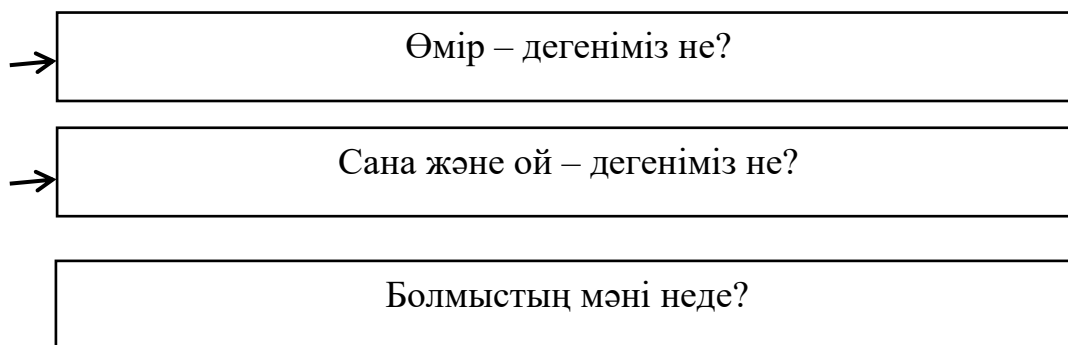 Өмір – дегеніміз не?
Сана және ой – дегеніміз не?
Болмыстың мәні неде?